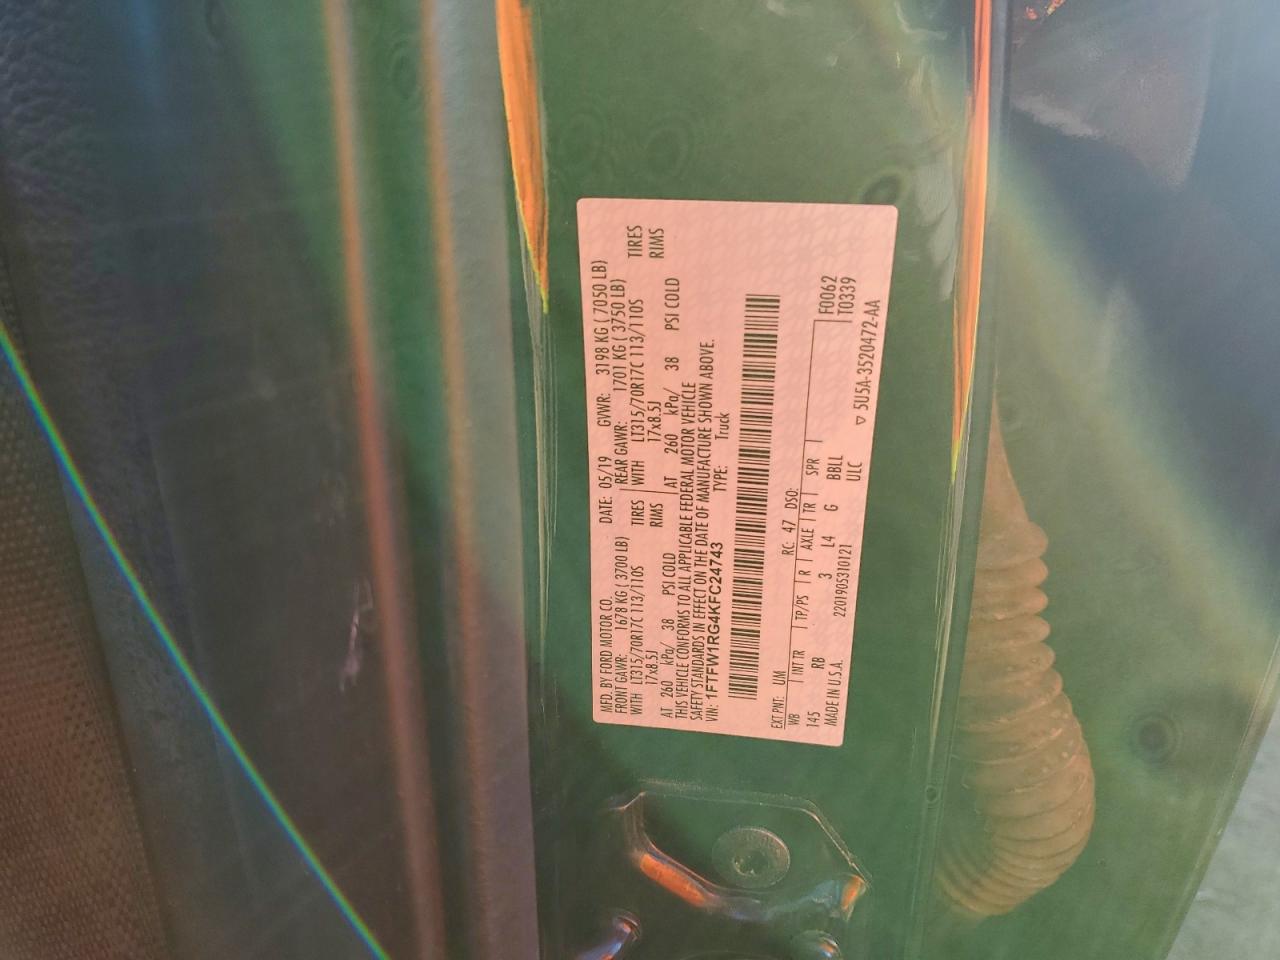 MFD. BY FORD MOTOR CO. DATE: 05/19 GVWR: 3198 KG ( 7050 LB)
FRONT GAWR: 1678 KG ( 3700 LB) REAR GAWR: 1701 KG ( 3750 LB)
WITH LT315/70R17C 113/110S TIRES WITH LT315/70R17C 113/110S TIRES
17x8.5J RIMS 17x8.5J RIMS
AT 260 kPa/ 38 PSI COLD AT 260 kPa/ 38 PSI COLD
THIS VEHICLE CONFORMS TO ALL APPLICABLE FEDERAL MOTOR VEHICLE
SAFETY STANDARDS IN EFFECT ON THE DATE OF MANUFACTURE SHOWN ABOVE.
VIN: 1FTFW1RG4KFC24743 TYPE: Truck
EXT PNT: UM RC: 47 DSO: F0062
WB INT TR TP/PS R AXLE TR SPR T0339
145 RB 3 L4 G BBLL
MADE IN U.S.A. 2201905310121 ULC ▽ 5U5A-3520472-AA